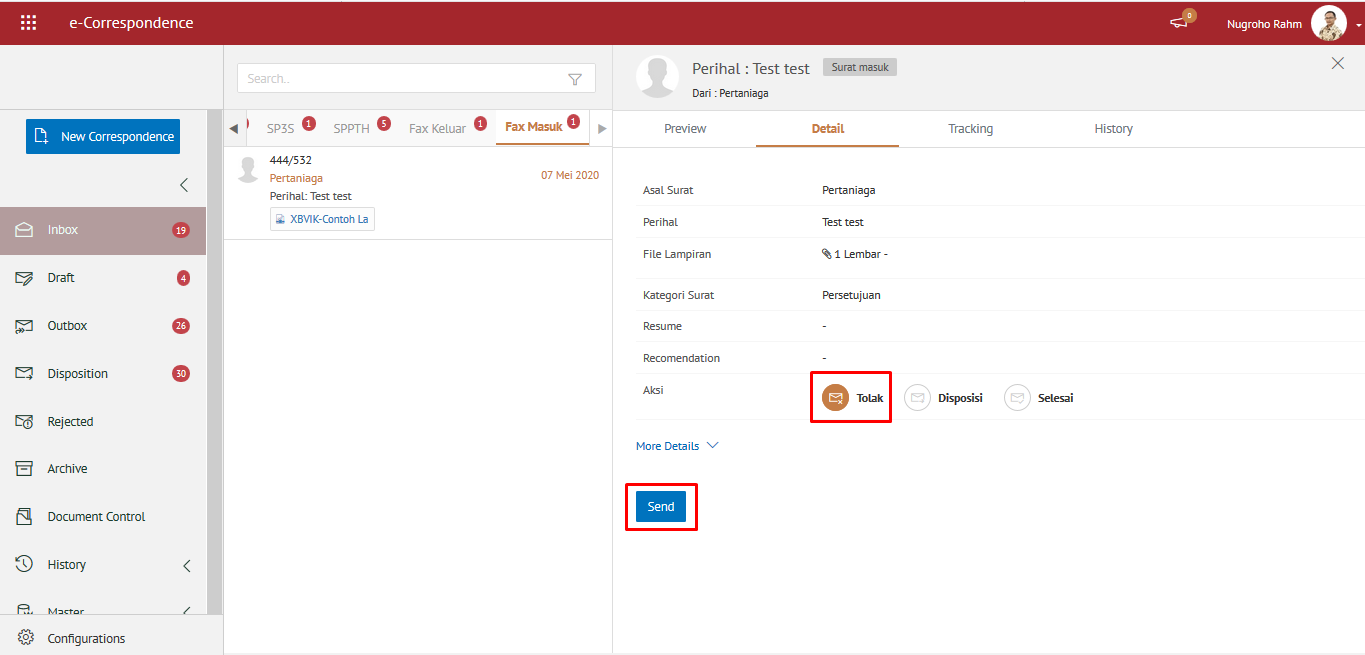 e-Correspondence
0
Nugroho Rahm
New Correspondence
Inbox 19
Draft 4
Outbox 26
Disposition 30
Rejected
Archive
Document Control
History
Master
Configurations
Search..
SP3S 1 SPPTH 5 Fax Keluar 1 Fax Masuk 1
444/532
Pertaniaga 07 Mei 2020
Perihal: Test test
XBVIK-Contoh La
Perihal : Test test Surat masuk
Dari : Pertaniaga
Preview Detail Tracking History
Asal Surat Pertaniaga
Perihal Test test
File Lampiran 1 Lembar -
Kategori Surat Persetujuan
Resume -
Recomendation -
Aksi Tolak Disposisi Selesai
More Details
Send